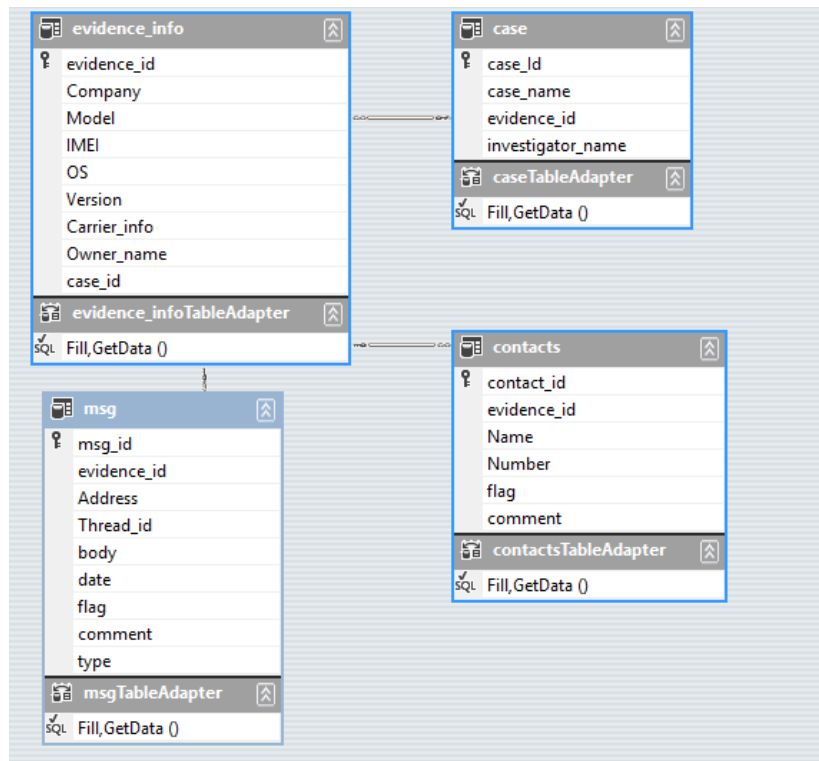 evidence_info
evidence_id
Company
Model
IMEI
OS
Version
Carrier_info
Owner_name
case_id
evidence_infoTableAdapter
SQL Fill,GetData ()
case
case_Id
case_name
evidence_id
investigator_name
caseTableAdapter
SQL Fill,GetData ()
msg
msg_id
evidence_id
Address
Thread_id
body
date
flag
comment
type
msgTableAdapter
SQL Fill,GetData ()
contacts
contact_id
evidence_id
Name
Number
flag
comment
contactsTableAdapter
SQL Fill,GetData ()